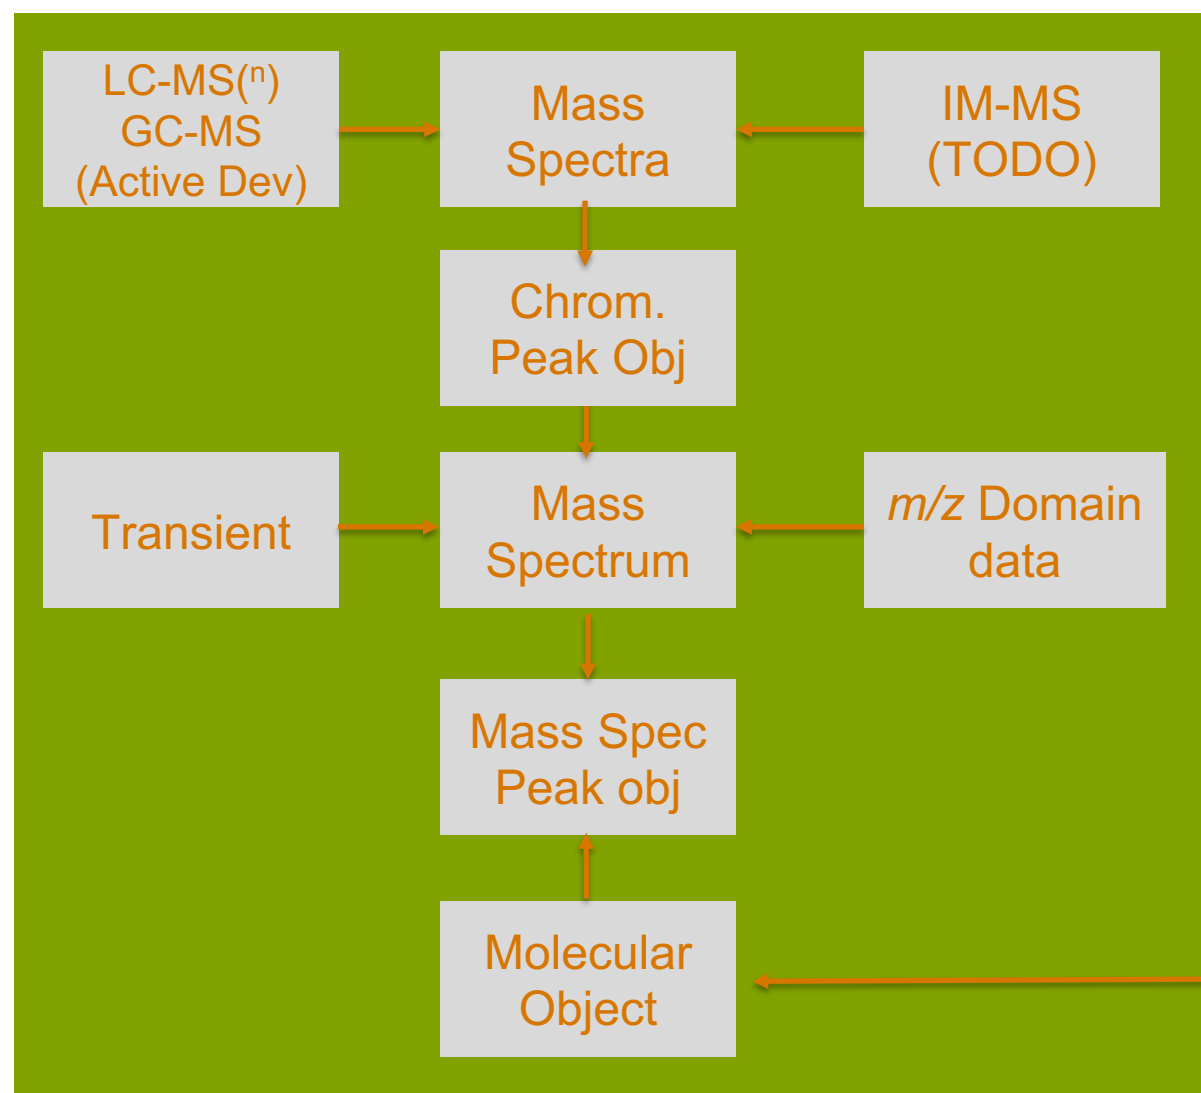 LC-MS(ⁿ)
GC-MS
(Active Dev)
Mass
Spectra
IM-MS
(TODO)
Chrom.
Peak Obj
Transient
Mass
Spectrum
m/z Domain
data
Mass Spec
Peak obj
Molecular
Object